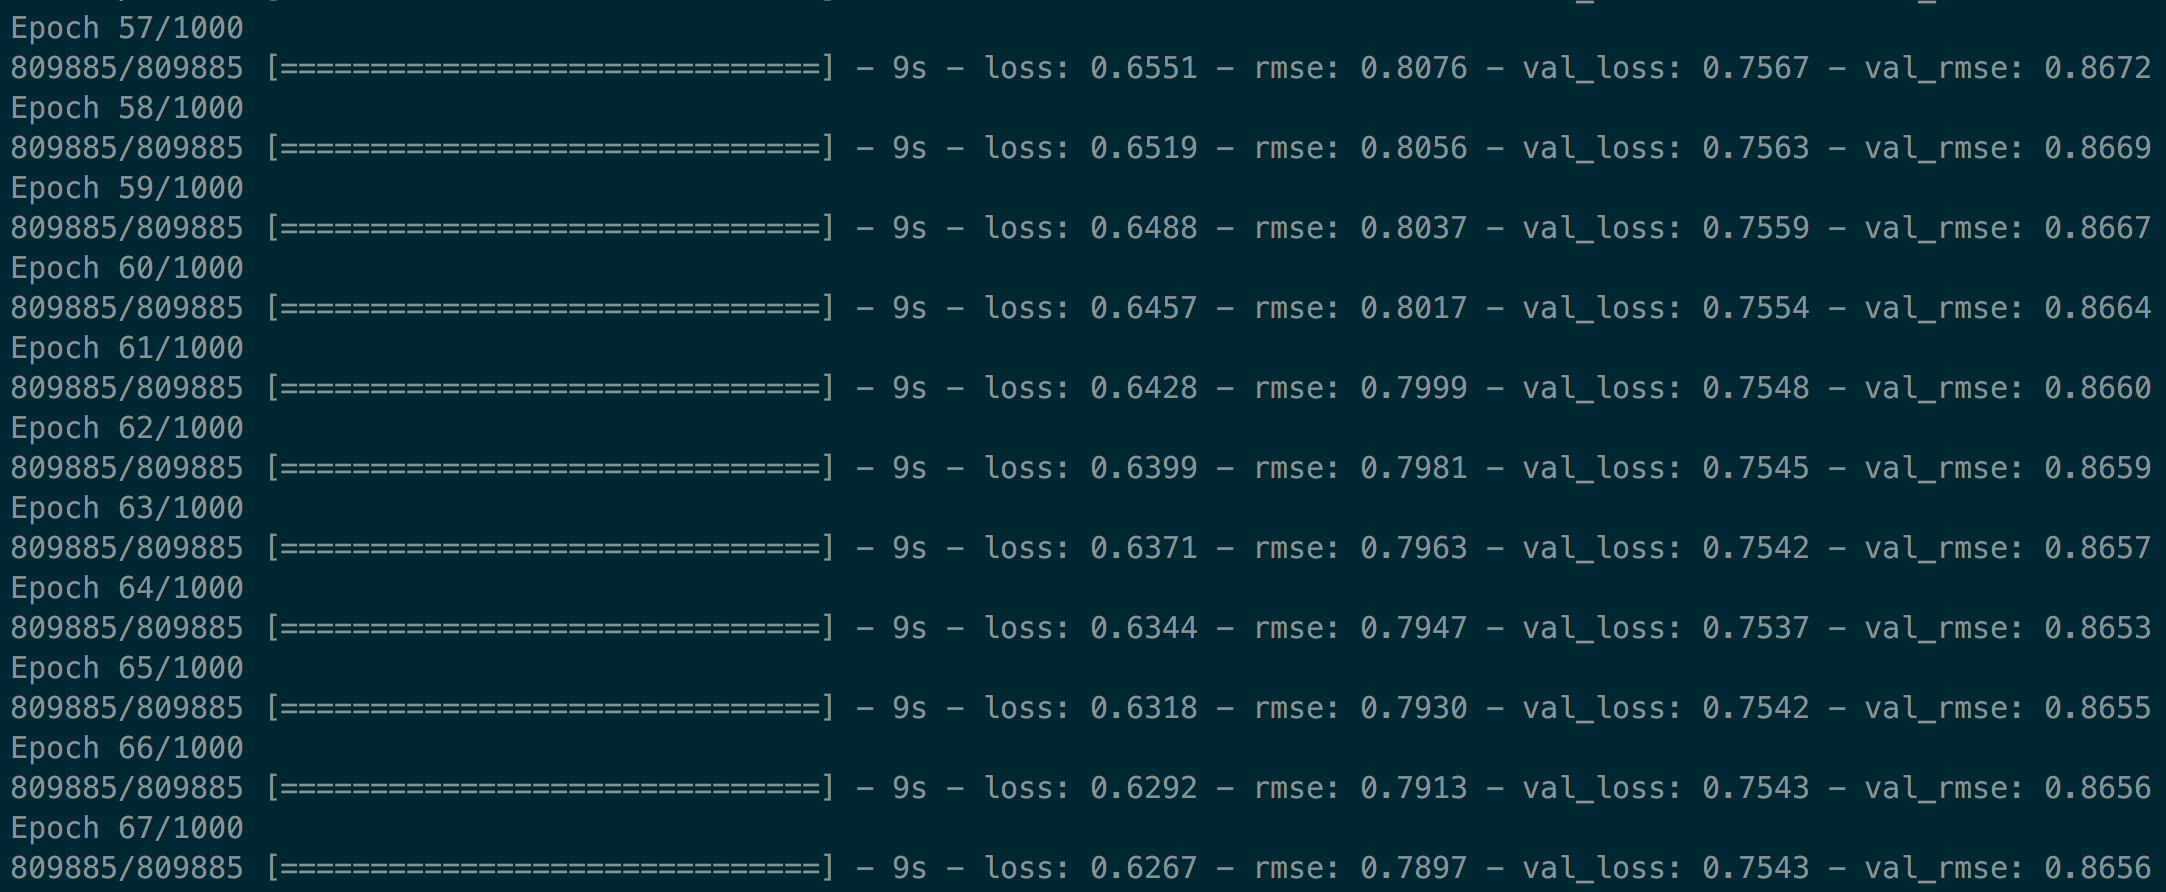 Epoch 57/1000
809885/809885 [==============================] - 9s - loss: 0.6551 - rmse: 0.8076 - val_loss: 0.7567 - val_rmse: 0.8672
Epoch 58/1000
809885/809885 [==============================] - 9s - loss: 0.6519 - rmse: 0.8056 - val_loss: 0.7563 - val_rmse: 0.8669
Epoch 59/1000
809885/809885 [==============================] - 9s - loss: 0.6488 - rmse: 0.8037 - val_loss: 0.7559 - val_rmse: 0.8667
Epoch 60/1000
809885/809885 [==============================] - 9s - loss: 0.6457 - rmse: 0.8017 - val_loss: 0.7554 - val_rmse: 0.8664
Epoch 61/1000
809885/809885 [==============================] - 9s - loss: 0.6428 - rmse: 0.7999 - val_loss: 0.7548 - val_rmse: 0.8660
Epoch 62/1000
809885/809885 [==============================] - 9s - loss: 0.6399 - rmse: 0.7981 - val_loss: 0.7545 - val_rmse: 0.8659
Epoch 63/1000
809885/809885 [==============================] - 9s - loss: 0.6371 - rmse: 0.7963 - val_loss: 0.7542 - val_rmse: 0.8657
Epoch 64/1000
809885/809885 [==============================] - 9s - loss: 0.6344 - rmse: 0.7947 - val_loss: 0.7537 - val_rmse: 0.8653
Epoch 65/1000
809885/809885 [==============================] - 9s - loss: 0.6318 - rmse: 0.7930 - val_loss: 0.7542 - val_rmse: 0.8655
Epoch 66/1000
809885/809885 [==============================] - 9s - loss: 0.6292 - rmse: 0.7913 - val_loss: 0.7543 - val_rmse: 0.8656
Epoch 67/1000
809885/809885 [==============================] - 9s - loss: 0.6267 - rmse: 0.7897 - val_loss: 0.7543 - val_rmse: 0.8656